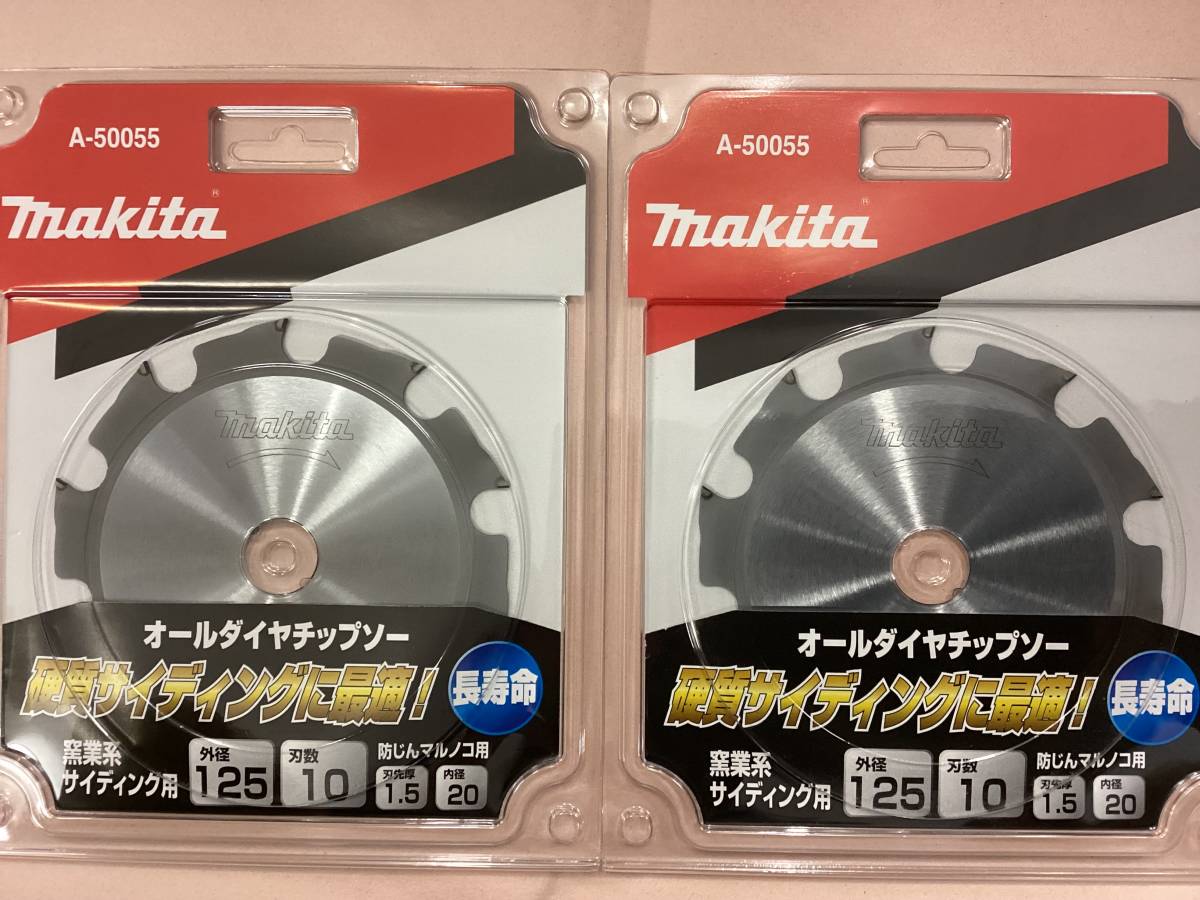 A-50055
makita®
makita
オールダイヤチップソー
硬質サイディングに最適！
長寿命
窯業系
サイディング用
外径
125
刃数
10
防じんマルノコ用
刃先厚
1.5
内径
20
A-50055
makita®
makita
オールダイヤチップソー
硬質サイディングに最適！
長寿命
窯業系
サイディング用
外径
125
刃数
10
防じんマルノコ用
刃先厚
1.5
内径
20